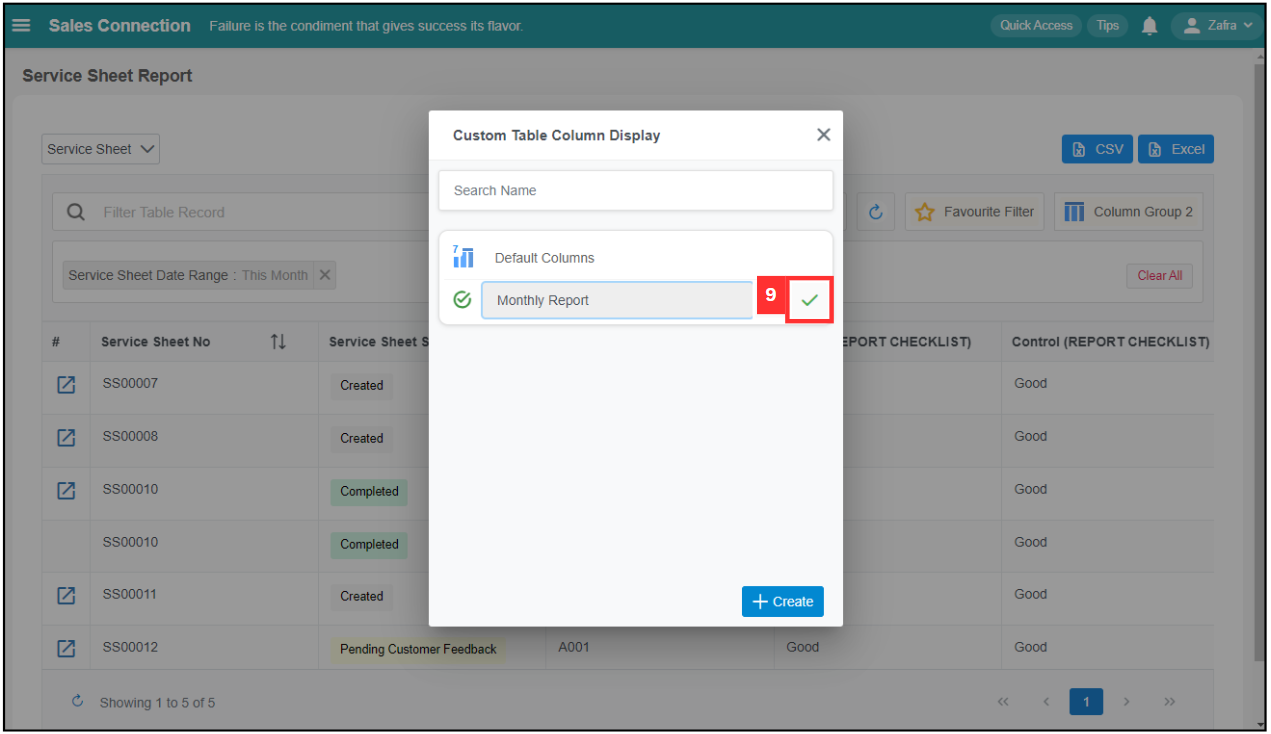 Sales Connection Failure is the condiment that gives success its flavor. Quick Access Tips Zafra
Service Sheet Report
Custom Table Column Display
Service Sheet CSV Excel
Search Name
Filter Table Record Favourite Filter Column Group 2
7 Default Columns
Service Sheet Date Range : This Month Clear All
Monthly Report 9
# Service Sheet No Service Sheet S EPORT CHECKLIST) Control (REPORT CHECKLIST)
SS00007 Created Good
SS00008 Created Good
SS00010 Completed Good
SS00010 Completed Good
SS00011 Created Good
Create
SS00012 Pending Customer Feedback A001 Good Good
Showing 1 to 5 of 5 << < 1 > >>